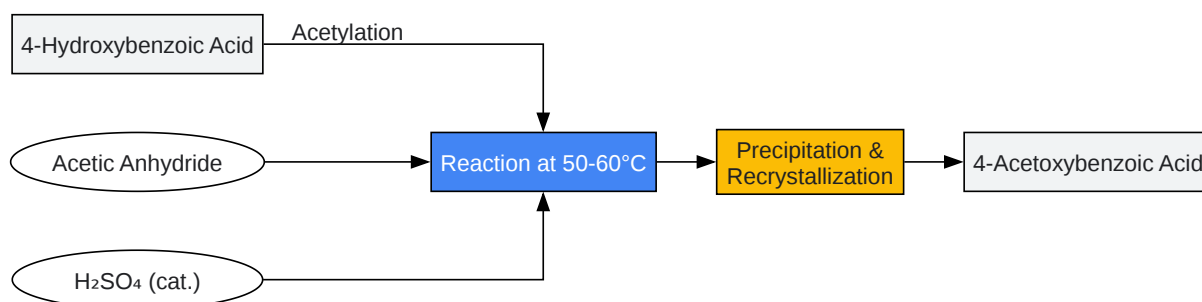 4-Hydroxybenzoic Acid
Acetylation
Acetic Anhydride
Reaction at 50-60°C
Precipitation &
Recrystallization
4-Acetoxybenzoic Acid
H₂SO₄ (cat.)